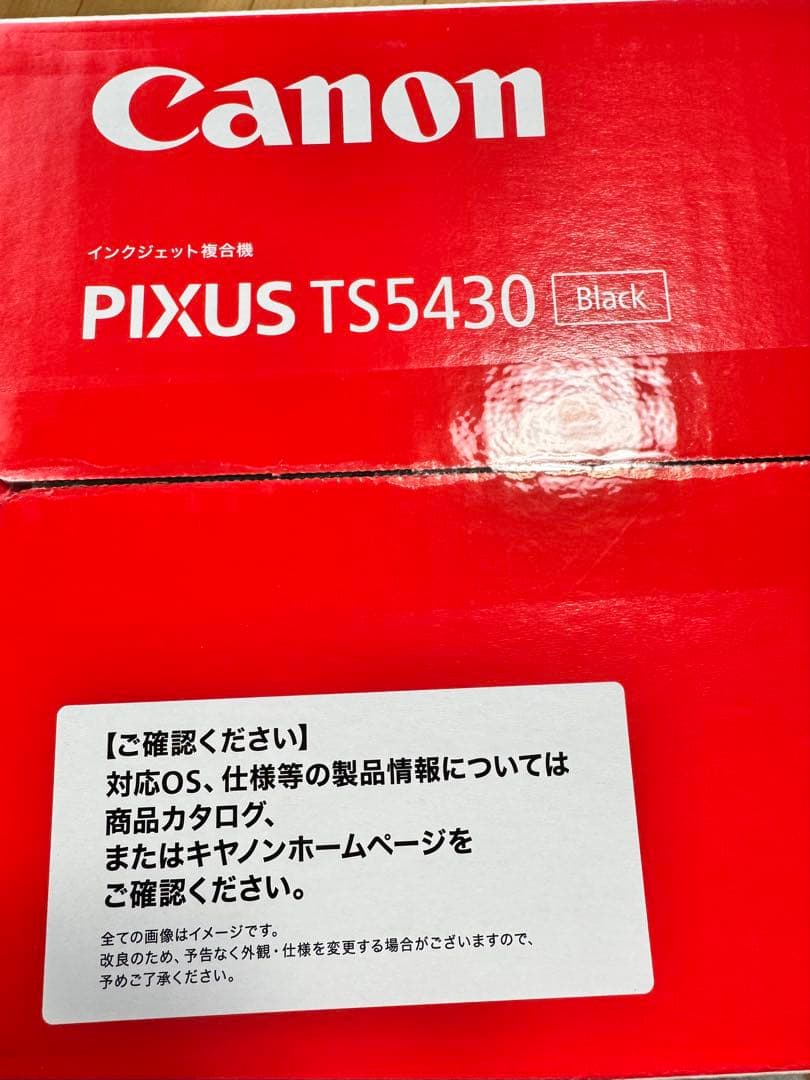 Canon
インクジェット複合機
PIXUS TS5430 Black
【ご確認ください】
対応OS、仕様等の製品情報については
商品カタログ、
またはキヤノンホームページを
ご確認ください。
全ての画像はイメージです。
改良のため、予告なく外観・仕様を変更する場合がございますので、
予めご了承ください。